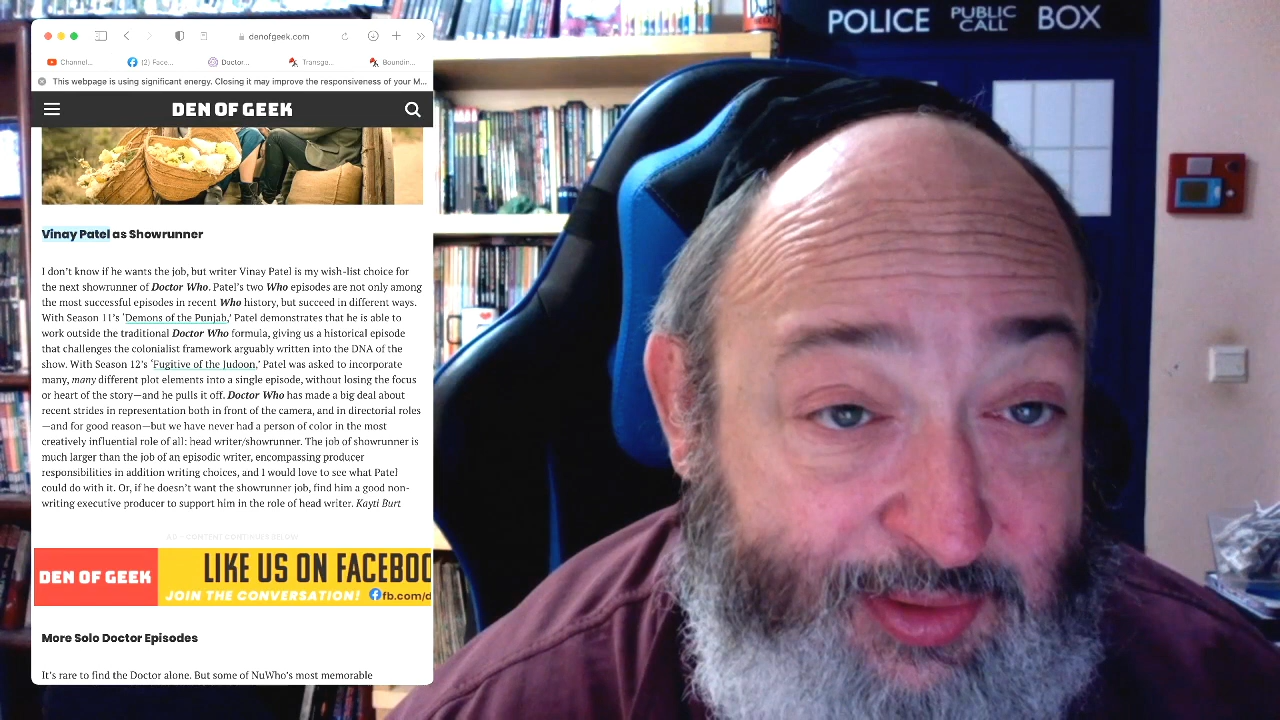 denofgeek.com
Channel... (2) Face... Doctor... Transgo... Boundin...
This webpage is using significant energy. Closing it may improve the responsiveness of your M...
DEN OF GEEK
Vinay Patel as Showrunner
I don't know if he wants the job, but writer Vinay Patel is my wish-list choice for
the next showrunner of Doctor Who. Patel's two Who episodes are not only among
the most successful episodes in recent Who history, but succeed in different ways.
With Season 11's 'Demons of the Punjab,' Patel demonstrates that he is able to
work outside the traditional Doctor Who formula, giving us a historical episode
that challenges the colonialist framework arguably written into the DNA of the
show. With Season 12's 'Fugitive of the Judoon,' Patel was asked to incorporate
many, many different plot elements into a single episode, without losing the focus
or heart of the story—and he pulls it off. Doctor Who has made a big deal about
recent strides in representation both in front of the camera, and in directorial roles
—and for good reason—but we have never had a person of color in the most
creatively influential role of all: head writer/showrunner. The job of showrunner is
much larger than the job of an episodic writer, encompassing producer
responsibilities in addition writing choices, and I would love to see what Patel
could do with it. Or, if he doesn't want the showrunner job, find him a good non-
writing executive producer to support him in the role of head writer. Kayti Burt
AD – CONTENT CONTINUES BELOW
DEN OF GEEK
LIKE US ON FACEBOO
JOIN THE CONVERSATION! fb.com/d
More Solo Doctor Episodes
It's rare to find the Doctor alone. But some of NuWho's most memorable
POLICE PUBLIC CALL BOX